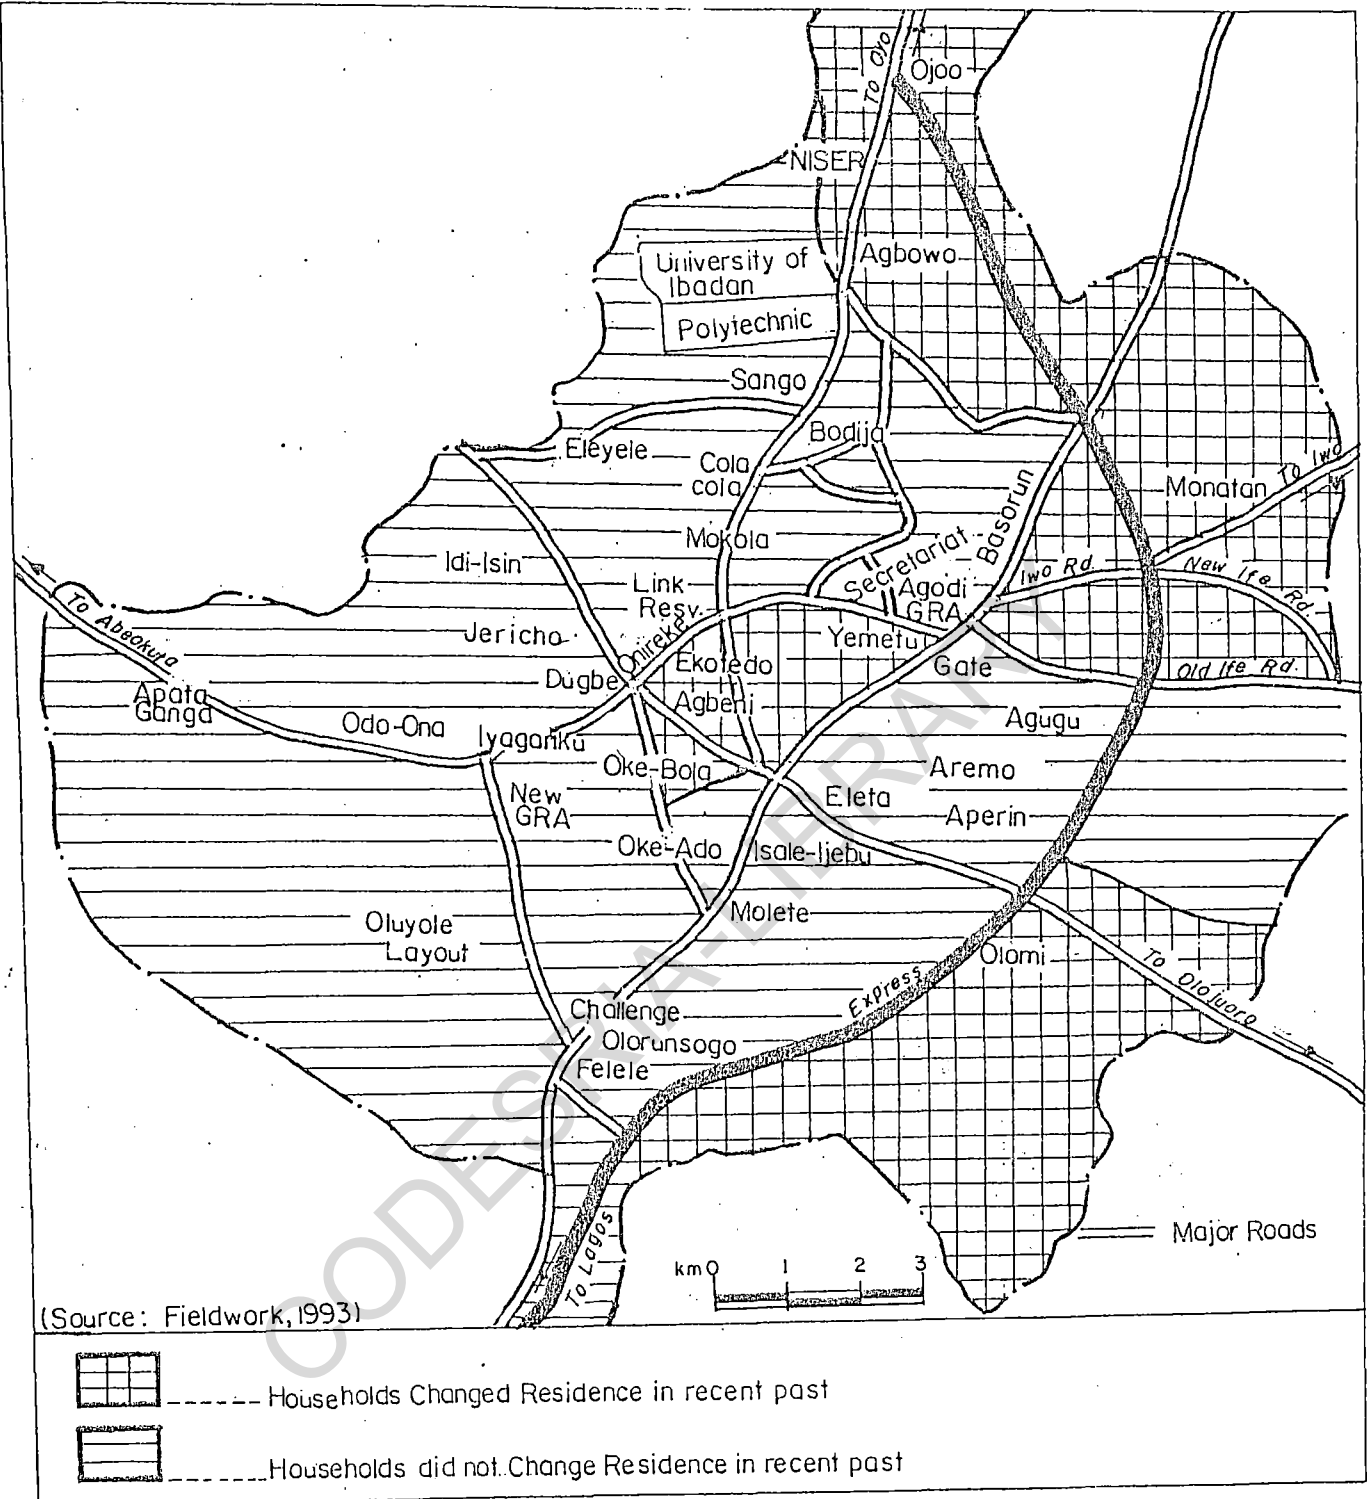 To Oyo
Ojoo
NISER
Agbowo
University of
Ibadan
Polytechnic
Sango
Bodija
Eleyele
Cola
cola
Basorun
Monatan
To Iwo
Mokola
Secretariat
Idi-Isin
Link
Resv.
Agodi
GRA
Iwo Rd.
New Ife Rd.
To Abeokuta
Jericho
Onireke
Yemetu
Ekotedo
Gate
Old Ife Rd.
Dugbe
Apata
Ganga
Agbeni
Odo-Ona
Iyaganku
Agugu
Oke-Bola
Aremo
New
GRA
Eleta
Aperin
Oke-Ado
Isale-Ijebu
Oluyole
Layout
Molete
Olomi
To Olojuoro
Express
Challenge
Olorunsogo
Felele
To Lagos
Major Roads
km 0 1 2 3
(Source: Fieldwork, 1993)
Households Changed Residence in recent past
Households did not Change Residence in recent past
CODESRIA-LIBRARY